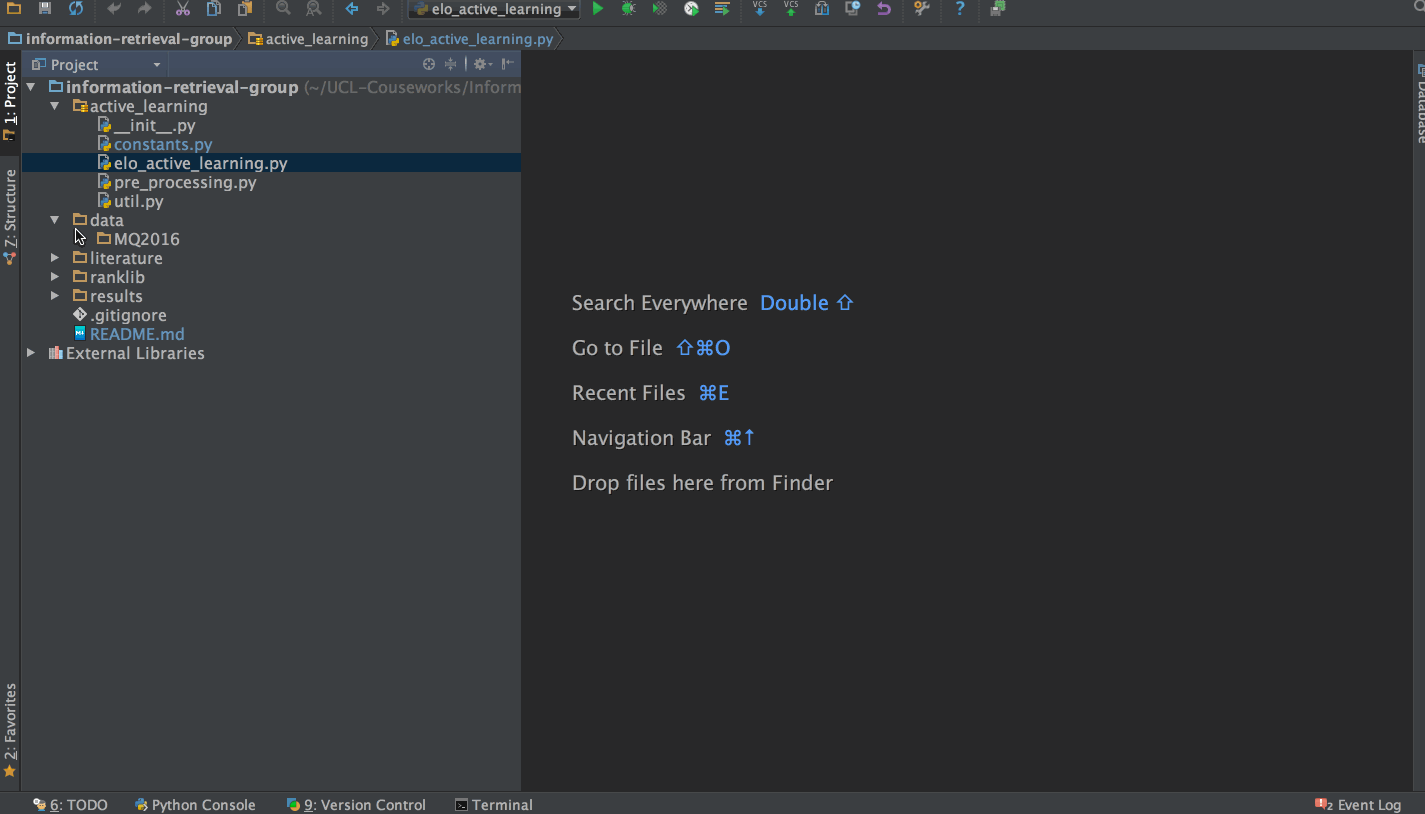 elo_active_learning
VCS VCS
information-retrieval-group active_learning elo_active_learning.py
1: Project
Project
information-retrieval-group (~/UCL-Couseworks/Inform
active_learning
__init__.py
constants.py
elo_active_learning.py
pre_processing.py
util.py
data
MQ2016
literature
ranklib
results
.gitignore
README.md
External Libraries
Z: Structure
2: Favorites
Search Everywhere Double ⇧
Go to File ⇧⌘O
Recent Files ⌘E
Navigation Bar ⌘↑
Drop files here from Finder
Database
6: TODO Python Console 9: Version Control Terminal 2 Event Log